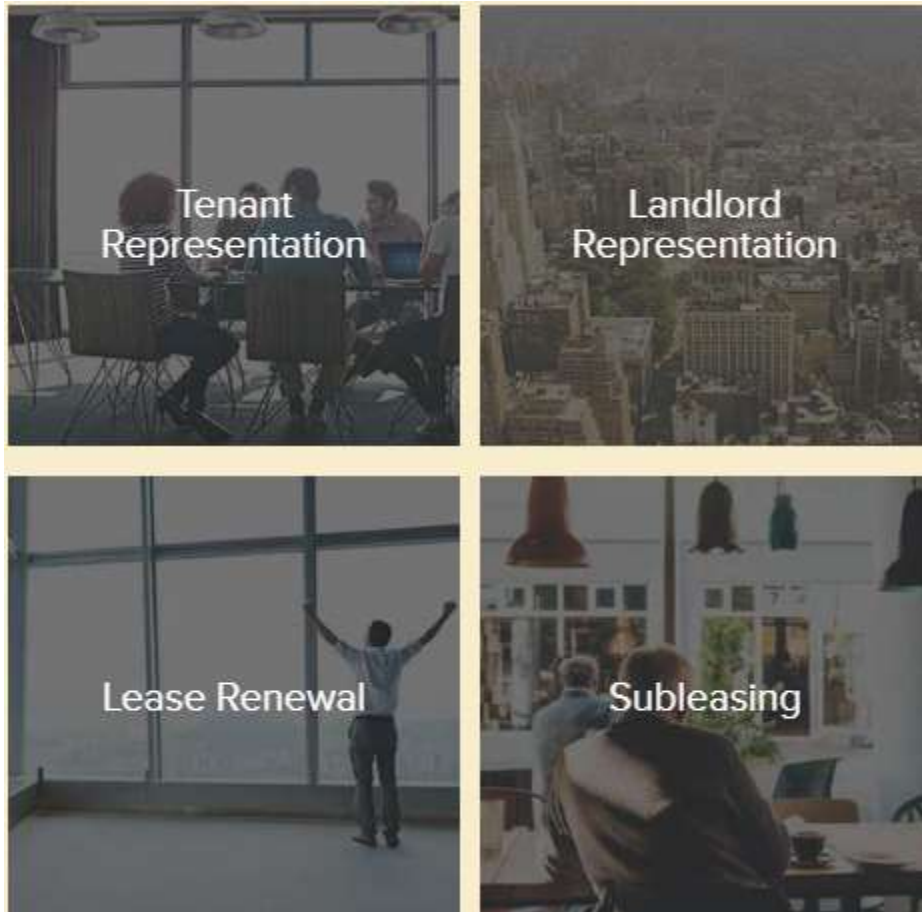 Tenant
Representation
Landlord
Representation
Lease Renewal
Subleasing